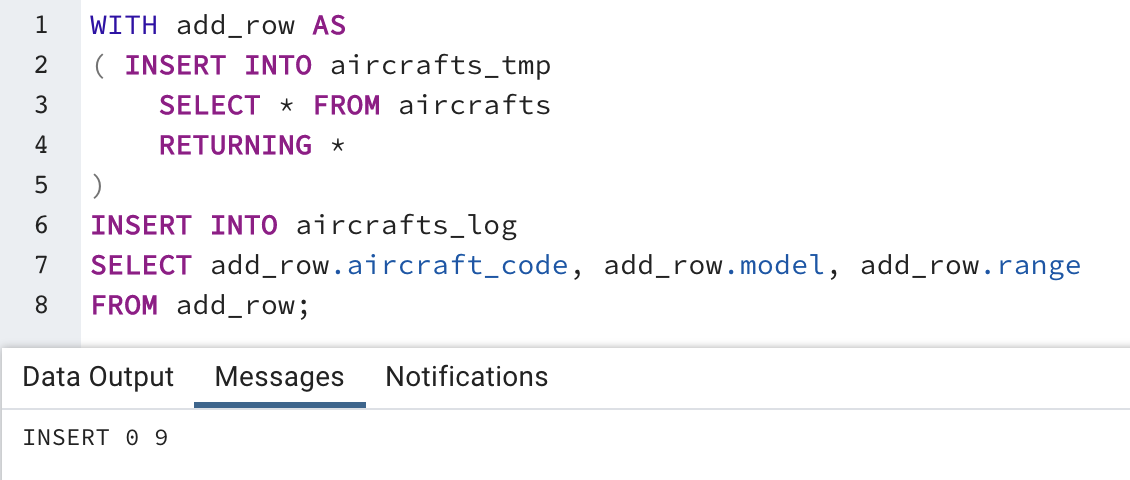 1 WITH add_row AS
2 ( INSERT INTO aircrafts_tmp
3 SELECT * FROM aircrafts
4 RETURNING *
5 )
6 INSERT INTO aircrafts_log
7 SELECT add_row.aircraft_code, add_row.model, add_row.range
8 FROM add_row;
Data Output Messages Notifications
INSERT 0 9